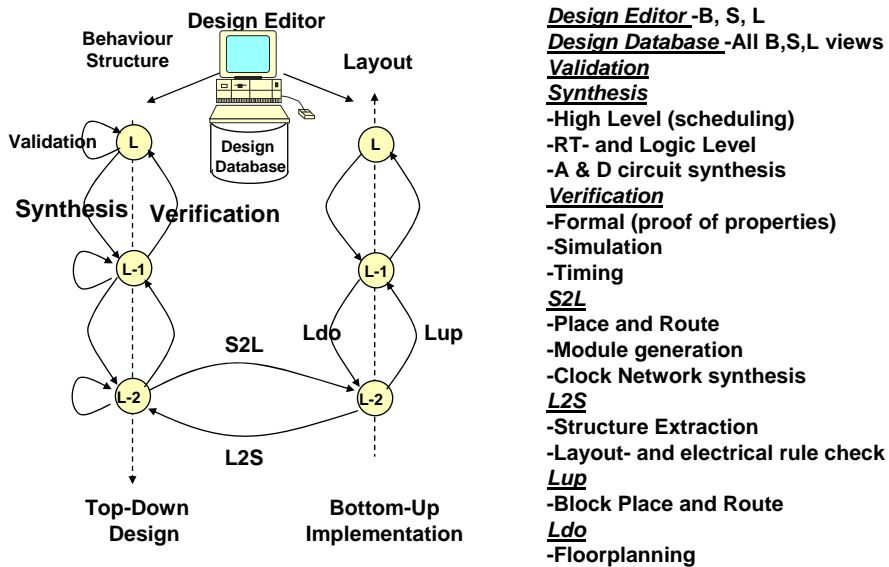 Design Editor
Behaviour
Structure
Layout
Design
Database
Validation
L
L
Synthesis
Verification
L-1
L-1
Ldo
Lup
S2L
L-2
L-2
L2S
Top-Down
Design
Bottom-Up
Implementation
Design Editor -B, S, L
Design Database -All B,S,L views
Validation
Synthesis
-High Level (scheduling)
-RT- and Logic Level
-A & D circuit synthesis
Verification
-Formal (proof of properties)
-Simulation
-Timing
S2L
-Place and Route
-Module generation
-Clock Network synthesis
L2S
-Structure Extraction
-Layout- and electrical rule check
Lup
-Block Place and Route
Ldo
-Floorplanning